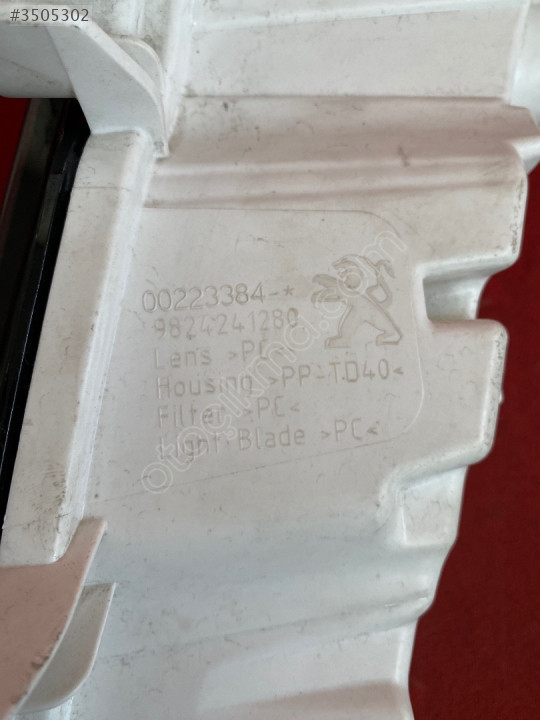 #3505302
00223384-*
9824241280
Lens >PC<
Housing >PP-TD40<
Filter >PC<
Light-Blade >PC<